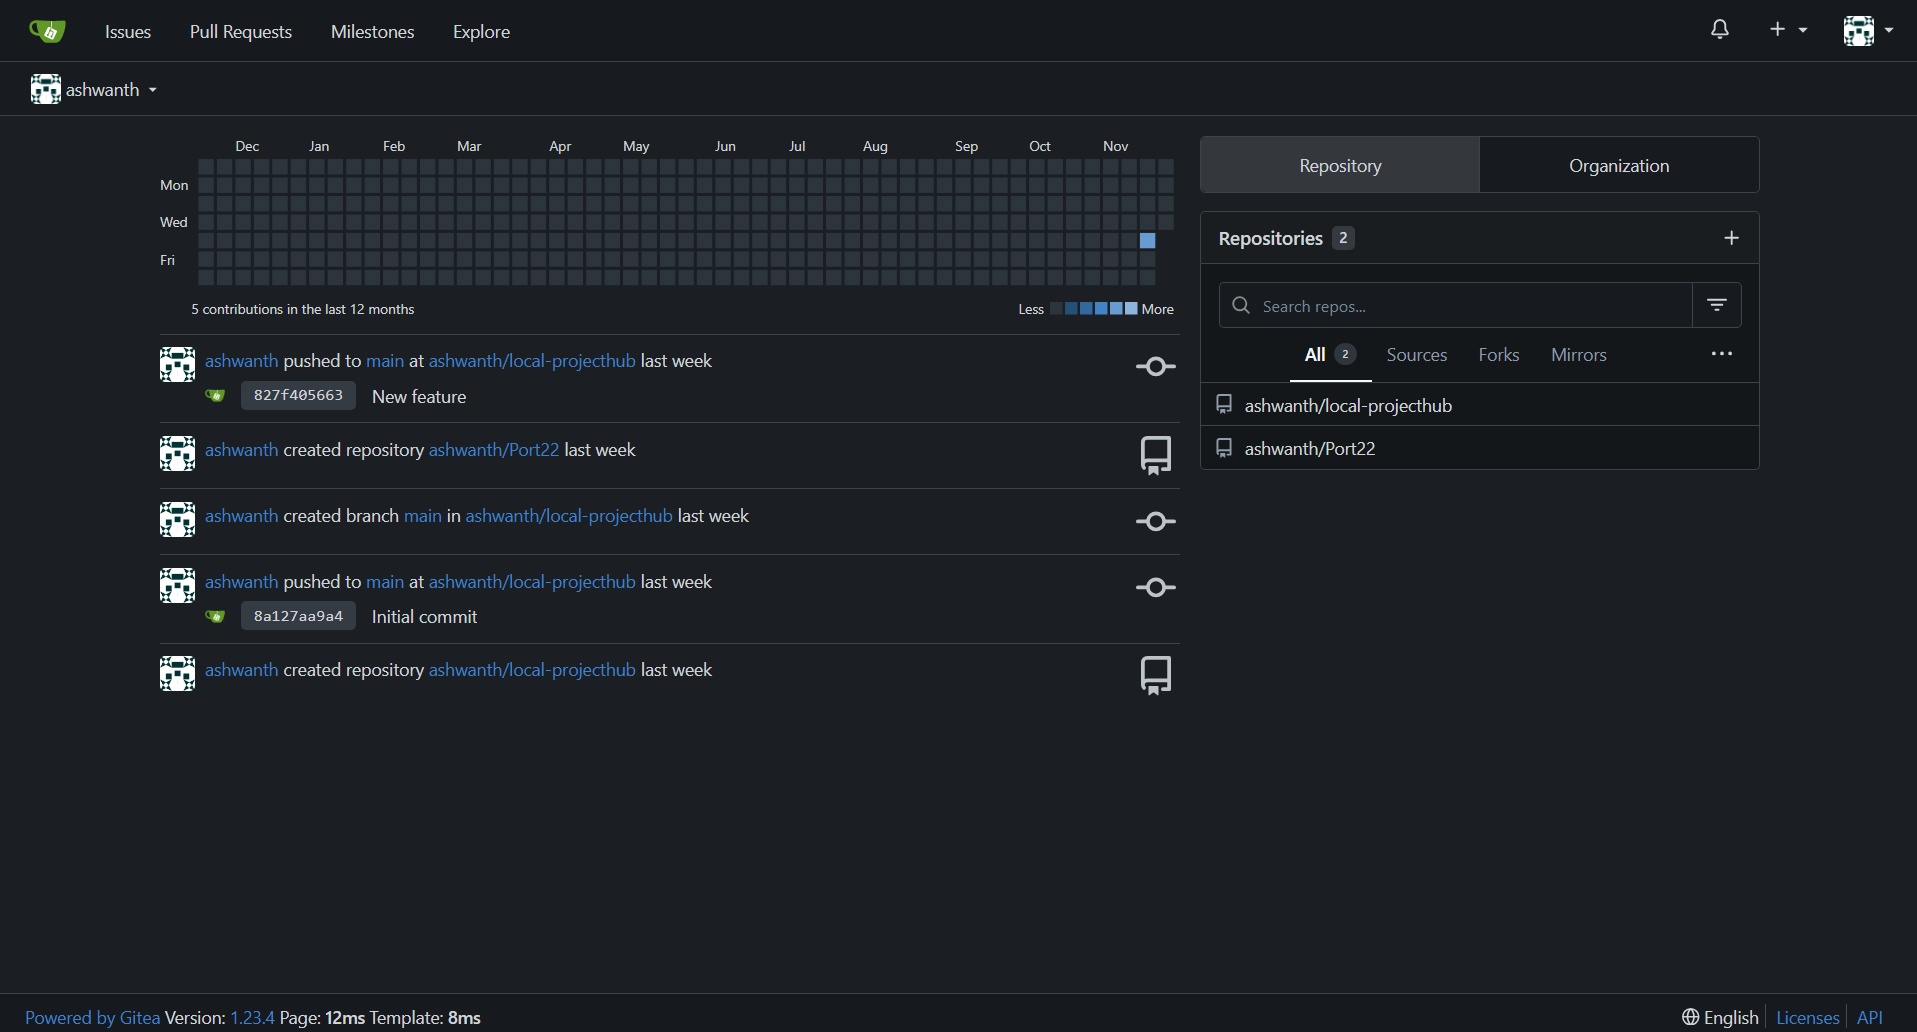 Issues Pull Requests Milestones Explore
ashwanth
Dec Jan Feb Mar Apr May Jun Jul Aug Sep Oct Nov
Mon
Wed
Fri
5 contributions in the last 12 months Less More
ashwanth pushed to main at ashwanth/local-projecthub last week
827f405663 New feature
ashwanth created repository ashwanth/Port22 last week
ashwanth created branch main in ashwanth/local-projecthub last week
ashwanth pushed to main at ashwanth/local-projecthub last week
8a127aa9a4 Initial commit
ashwanth created repository ashwanth/local-projecthub last week
Repository Organization
Repositories 2
Search repos...
All 2 Sources Forks Mirrors
ashwanth/local-projecthub
ashwanth/Port22
Powered by Gitea Version: 1.23.4 Page: 12ms Template: 8ms English Licenses API